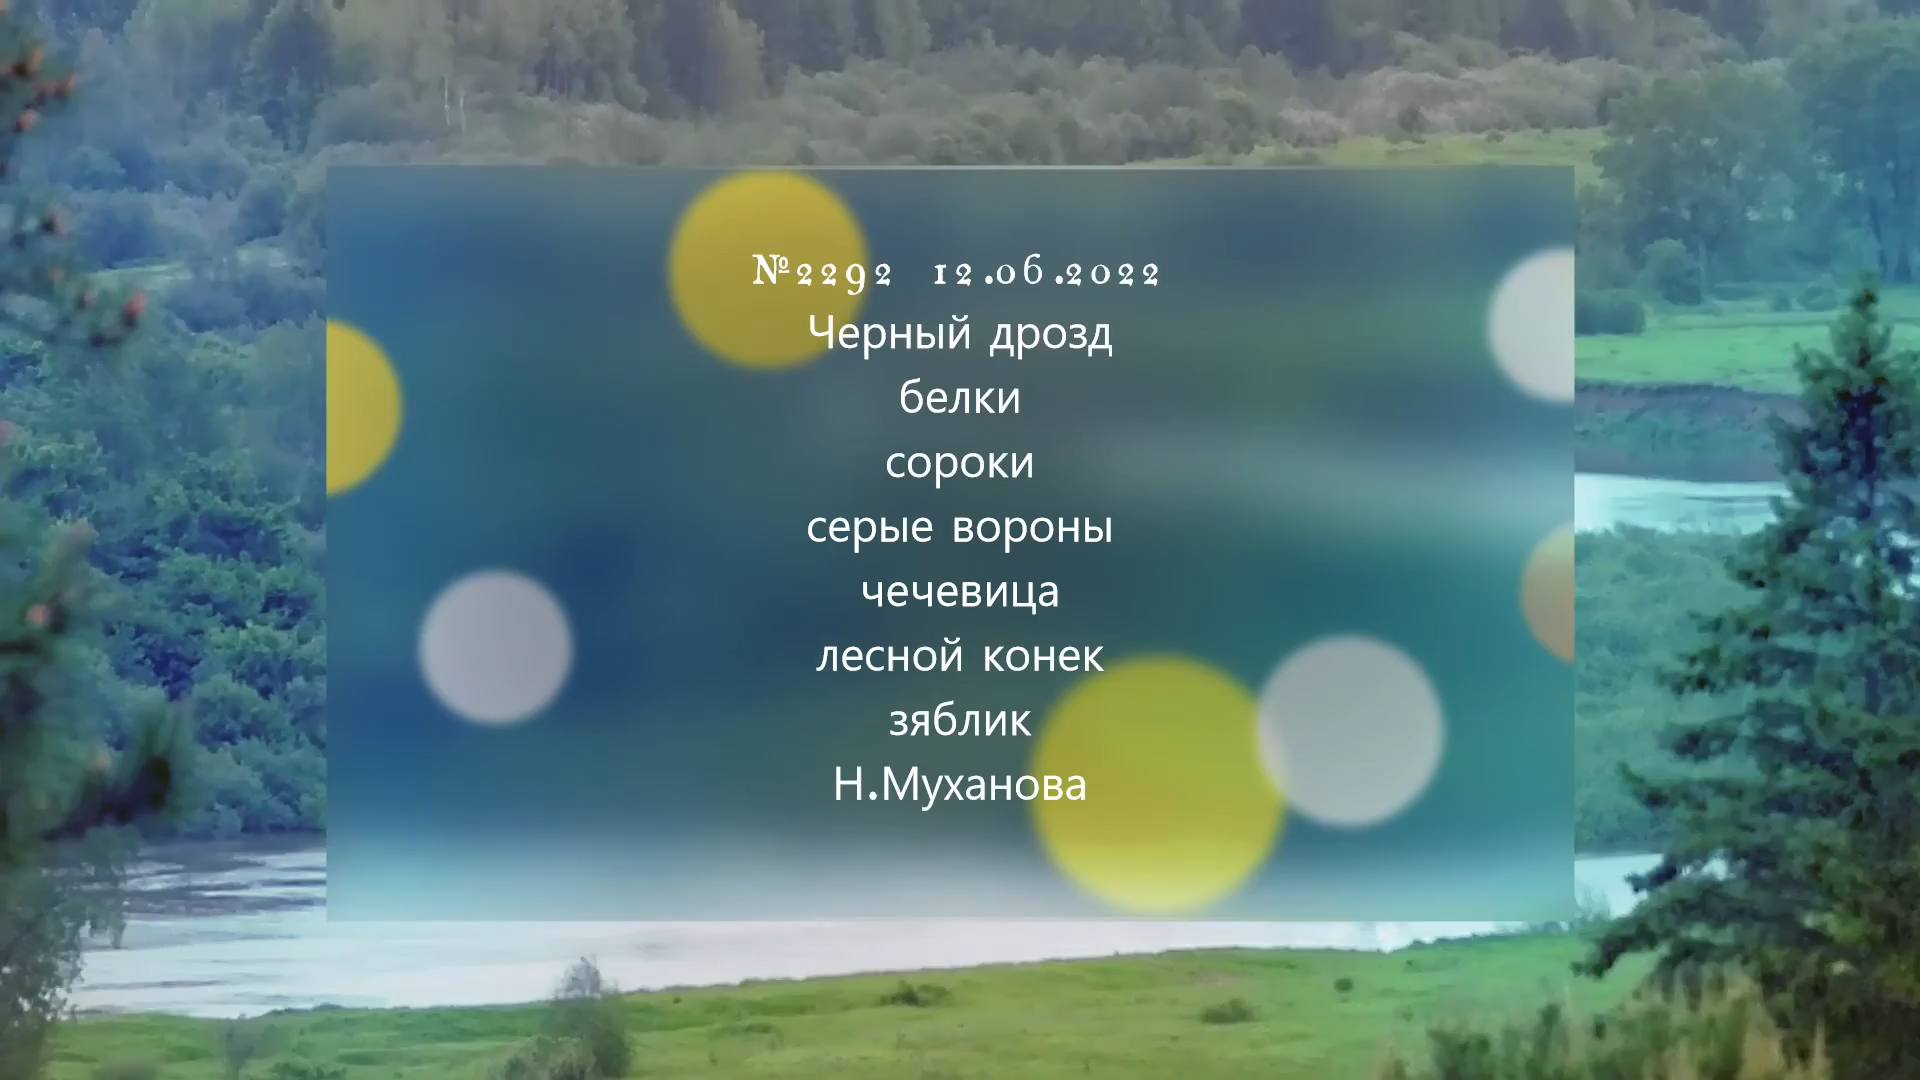 №2292 12.06.2022
Черный дрозд
белки
сороки
серые вороны
чечевица
лесной конек
зяблик
Н.Муханова